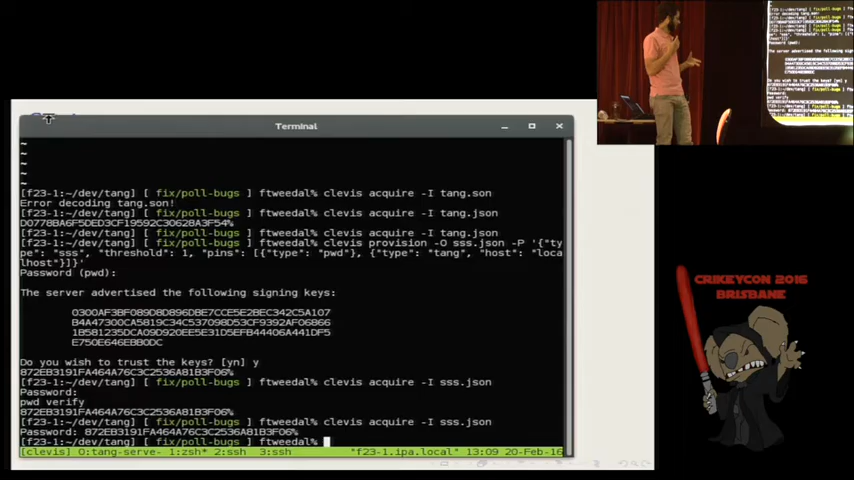 Terminal
~
~
~
~
~
[f23-1:~/dev/tang] [ fix/poll-bugs ] ftweedal% clevis acquire -I tang.son
Error decoding tang.son!
[f23-1:~/dev/tang] [ fix/poll-bugs ] ftweedal% clevis acquire -I tang.json
D0778BA6F5DED3CF19592C30628A3F54%
[f23-1:~/dev/tang] [ fix/poll-bugs ] ftweedal% clevis acquire -I tang.json
[f23-1:~/dev/tang] [ fix/poll-bugs ] ftweedal% clevis provision -O sss.json -P '{"ty
pe": "sss", "threshold": 1, "pins": [{"type": "pwd"}, {"type": "tang", "host": "loca
lhost"}]}'
Password (pwd):
The server advertised the following signing keys:
0300AF3BF089D8D896DBE7CCE5E2BEC342C5A107
B4A47300CA5819C34C537098D53CF9392AF06B66
1B581235DCA09D920EE5E31D5EFB44406A441DF5
E750E646EBB0DC
Do you wish to trust the keys? [yn] y
872EB3191FA464A76C3C2536A81B3F06%
[f23-1:~/dev/tang] [ fix/poll-bugs ] ftweedal% clevis acquire -I sss.json
Password:
pwd verify
872EB3191FA464A76C3C2536A81B3F06%
[f23-1:~/dev/tang] [ fix/poll-bugs ] ftweedal% clevis acquire -I sss.json
Password: 872EB3191FA464A76C3C2536A81B3F06%
[f23-1:~/dev/tang] [ fix/poll-bugs ] ftweedal%
[clevis] 0:tang-serve- 1:zsh* 2:ssh 3:ssh "f23-1.ipa.local" 13:09 20-Feb-16
CRIKEYCON 2016
BRISBANE